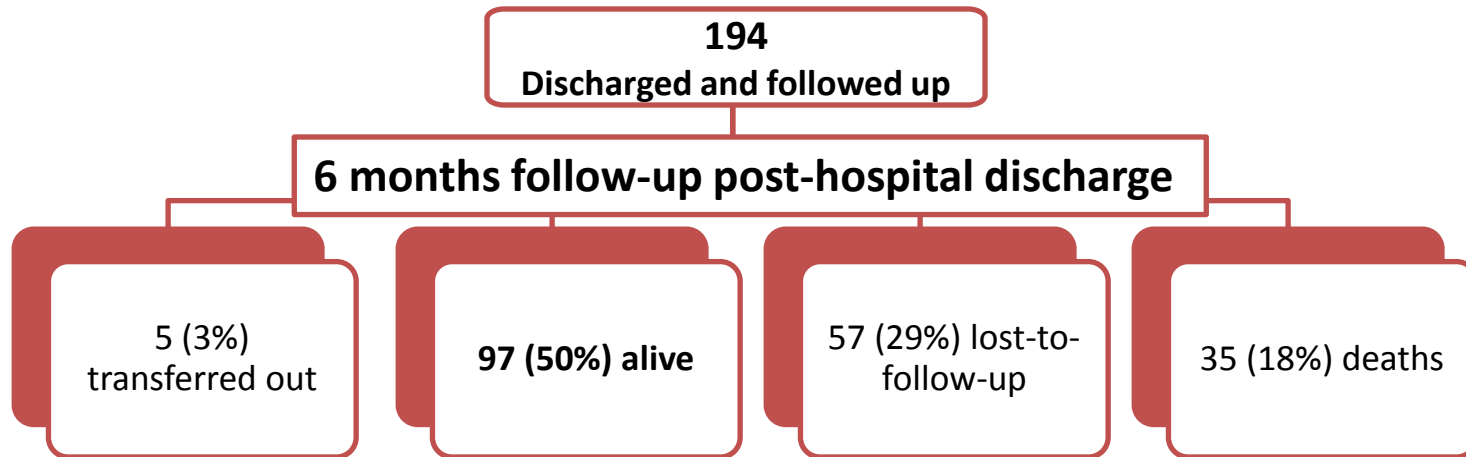 194
Discharged and followed up
6 months follow-up post-hospital discharge
5 (3%)
transferred out
97 (50%) alive
57 (29%) lost-to-
follow-up
35 (18%) deaths